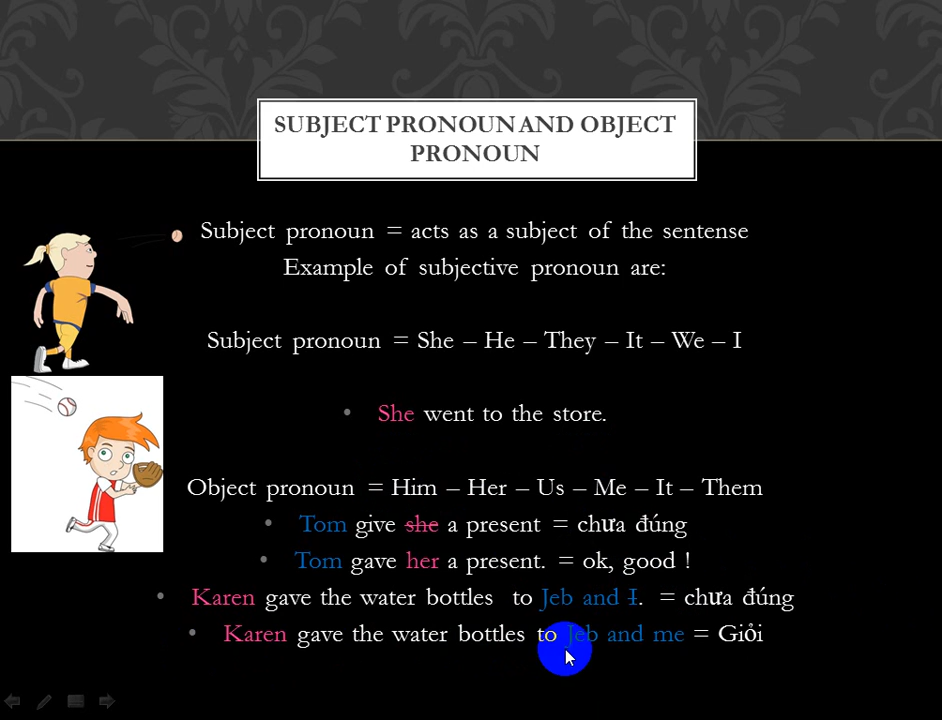 SUBJECT PRONOUN AND OBJECT
PRONOUN
Subject pronoun = acts as a subject of the sentense
Example of subjective pronoun are:
Subject pronoun = She – He – They – It – We – I
• She went to the store.
Object pronoun = Him – Her – Us – Me – It – Them
• Tom give she a present = chưa đúng
• Tom gave her a present. = ok, good !
• Karen gave the water bottles to Jeb and I. = chưa đúng
• Karen gave the water bottles to Jeb and me = Giỏi